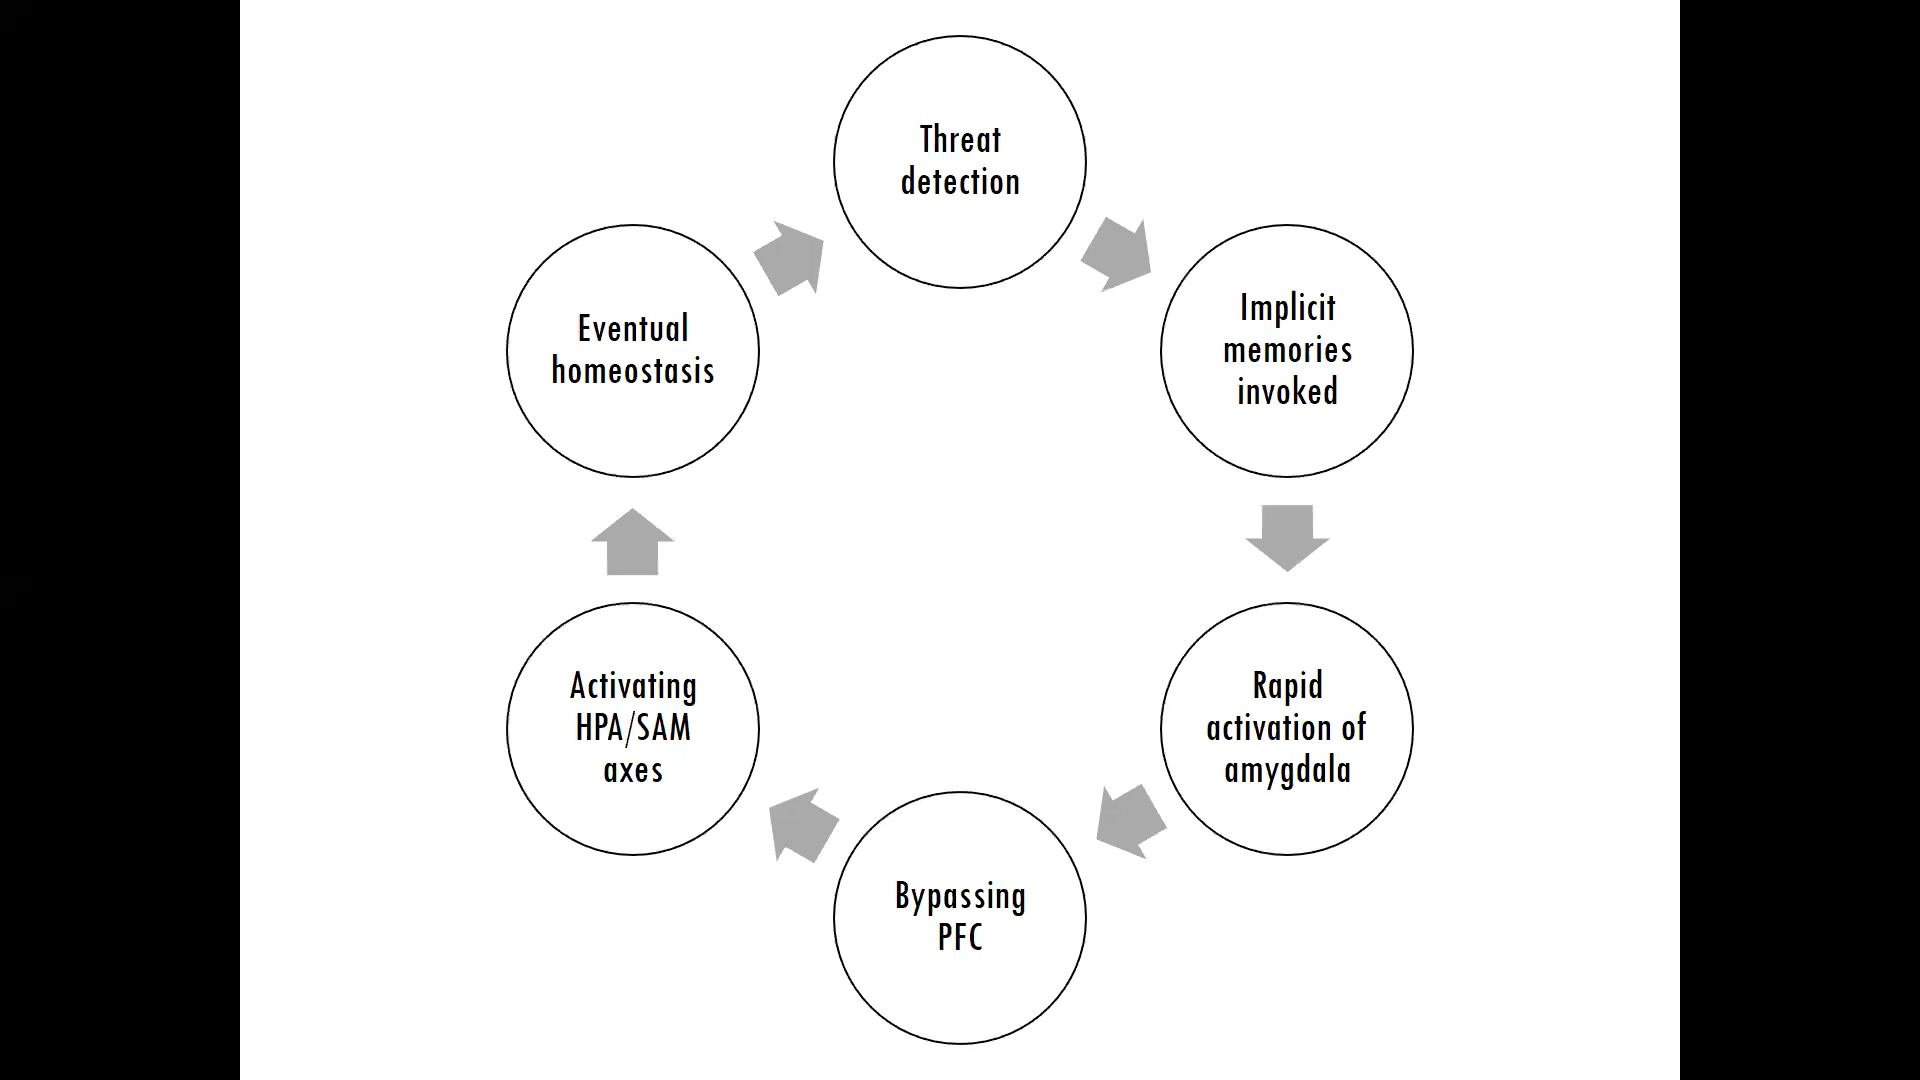 Threat
detection
Implicit
memories
invoked
Rapid
activation of
amygdala
Bypassing
PFC
Activating
HPA/SAM
axes
Eventual
homeostasis